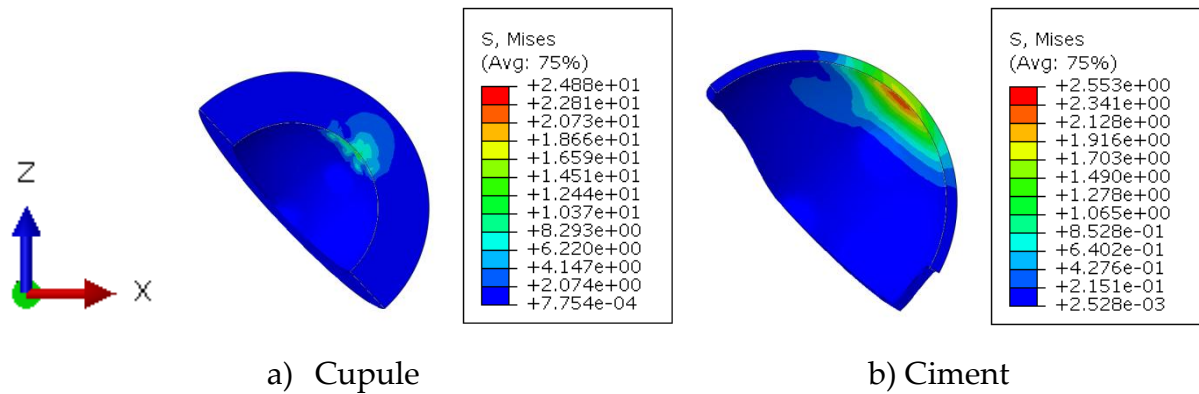 S, Mises
(Avg: 75%)
+2.488e+01
+2.281e+01
+2.073e+01
+1.866e+01
+1.659e+01
+1.451e+01
+1.244e+01
+1.037e+01
+8.293e+00
+6.220e+00
+4.147e+00
+2.074e+00
+7.754e-04
S, Mises
(Avg: 75%)
+2.553e+00
+2.341e+00
+2.128e+00
+1.916e+00
+1.703e+00
+1.490e+00
+1.278e+00
+1.065e+00
+8.528e-01
+6.402e-01
+4.276e-01
+2.151e-01
+2.528e-03
Z
X
a) Cupule
b) Ciment